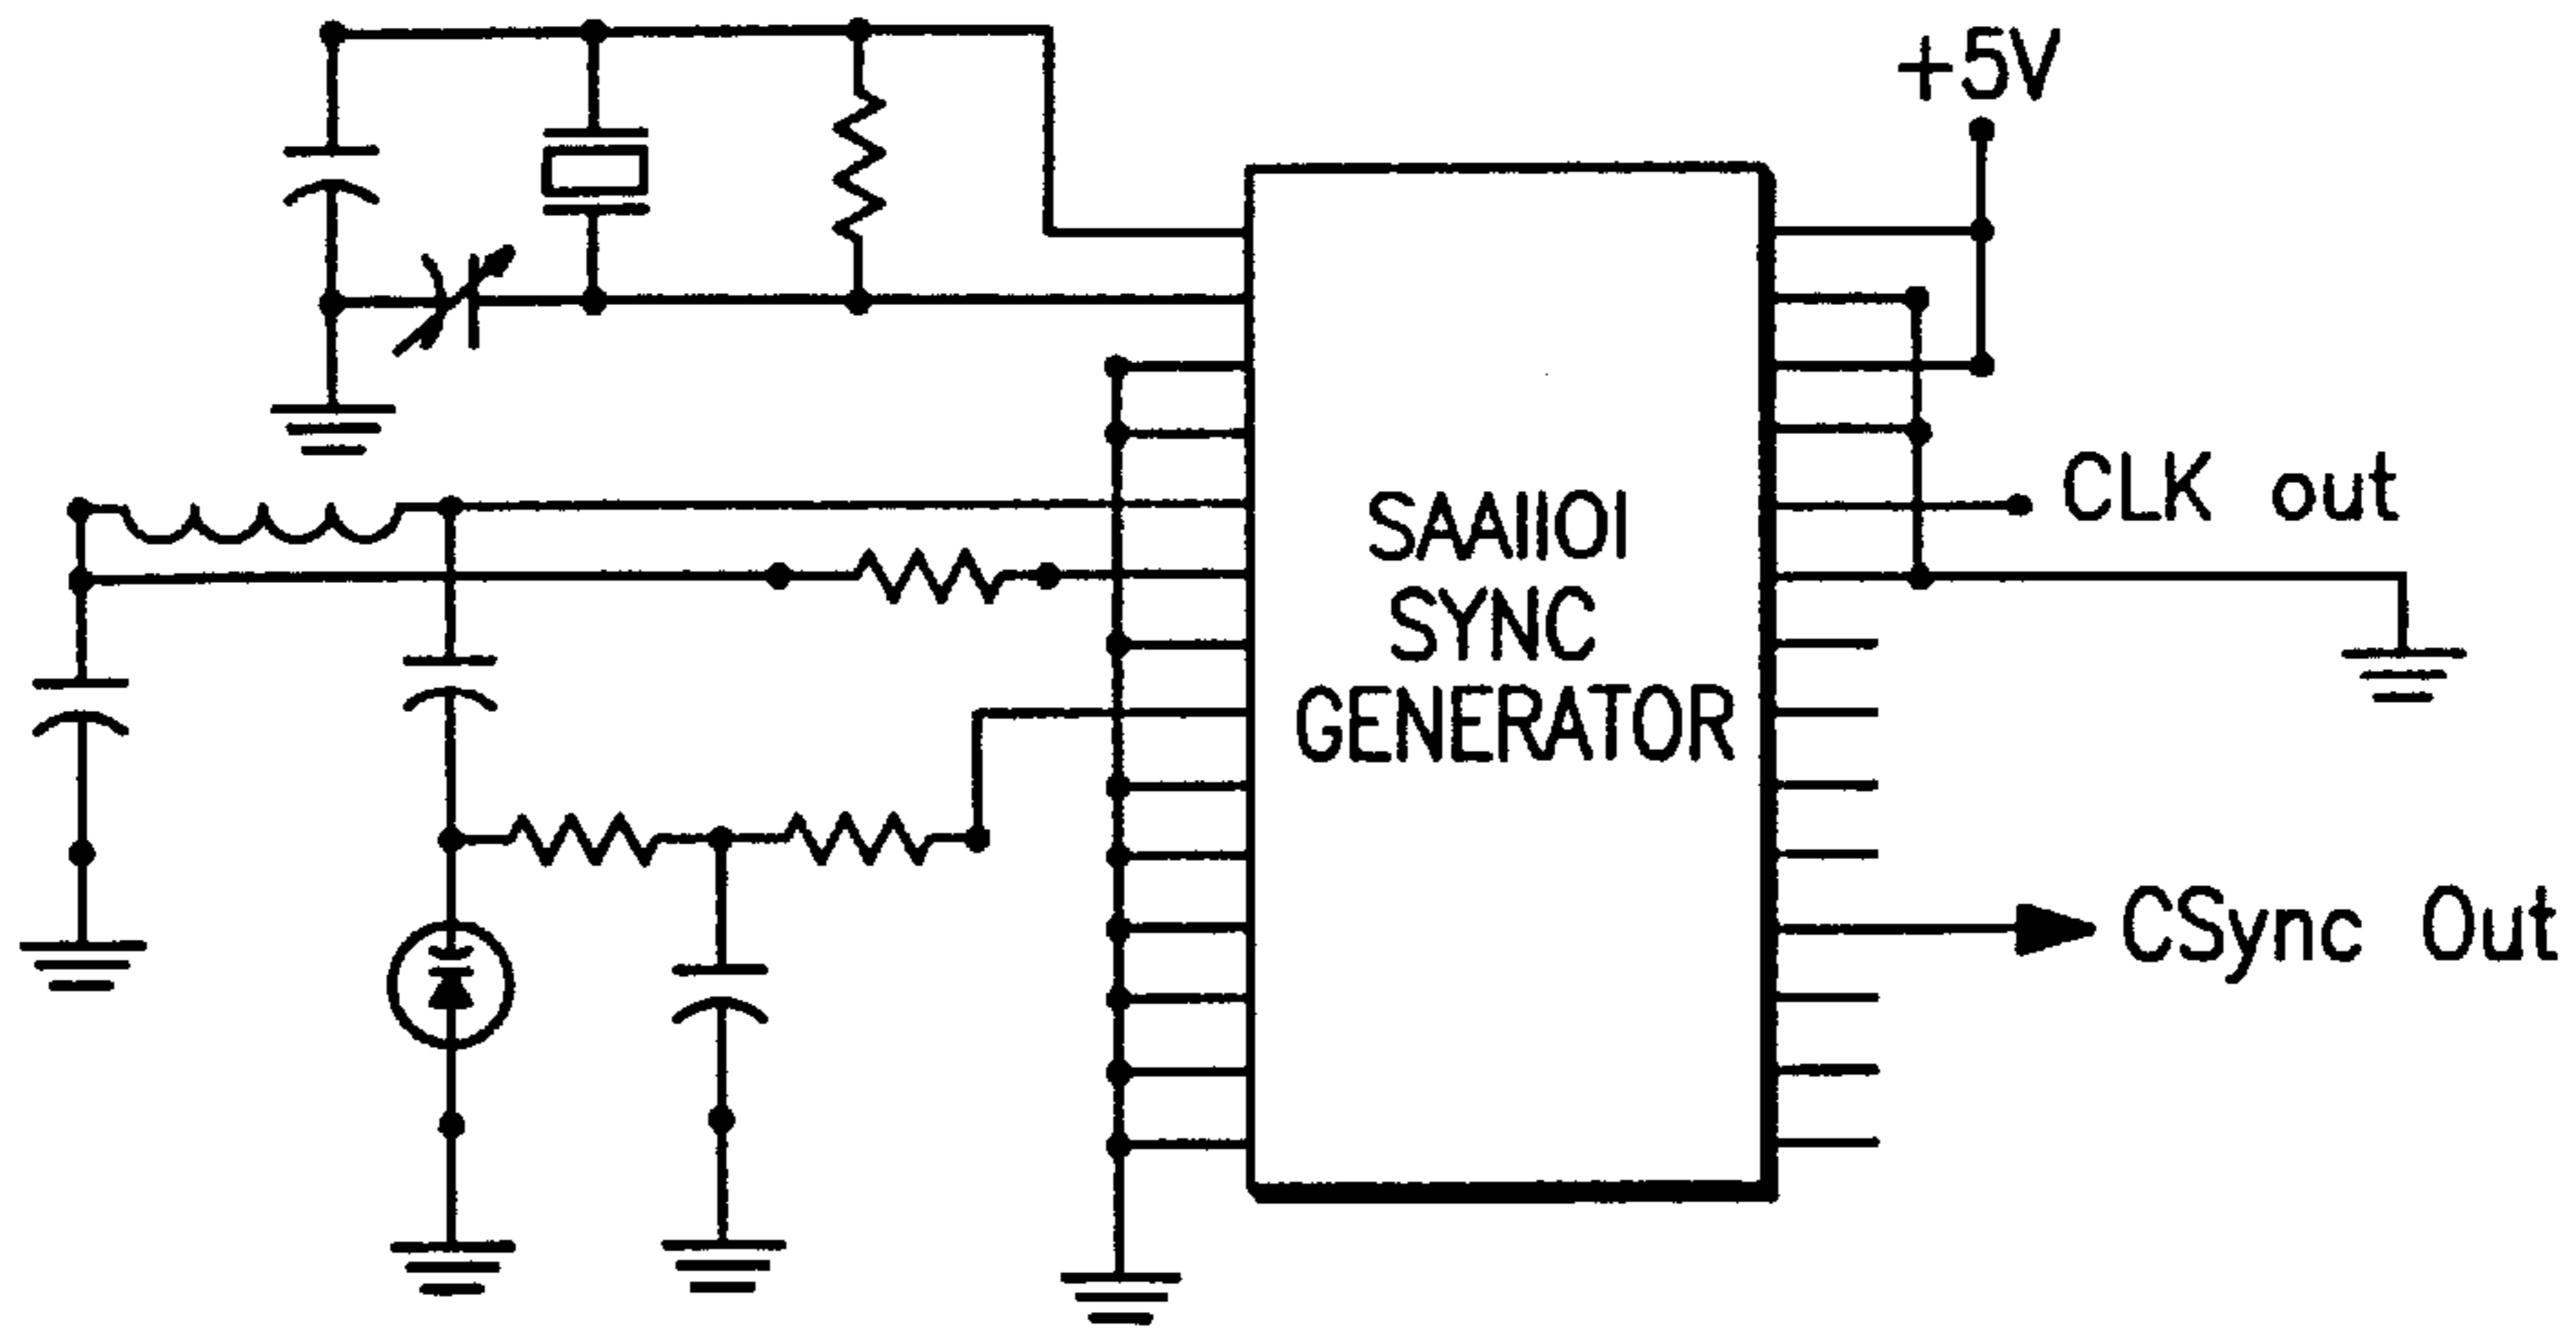 +5V
CLK out
SAA1101
SYNC
GENERATOR
CSync Out